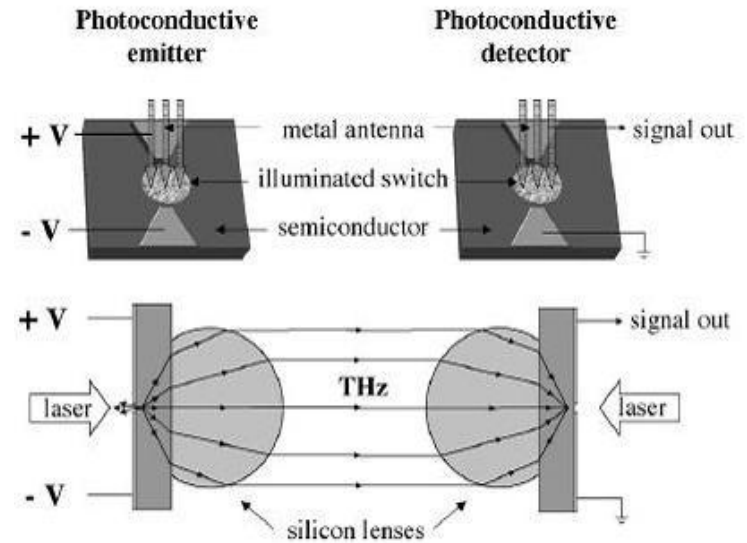 Photoconductive
emitter
Photoconductive
detector
+ V
metal antenna
signal out
illuminated switch
- V
semiconductor
+ V
signal out
THz
laser
laser
- V
silicon lenses